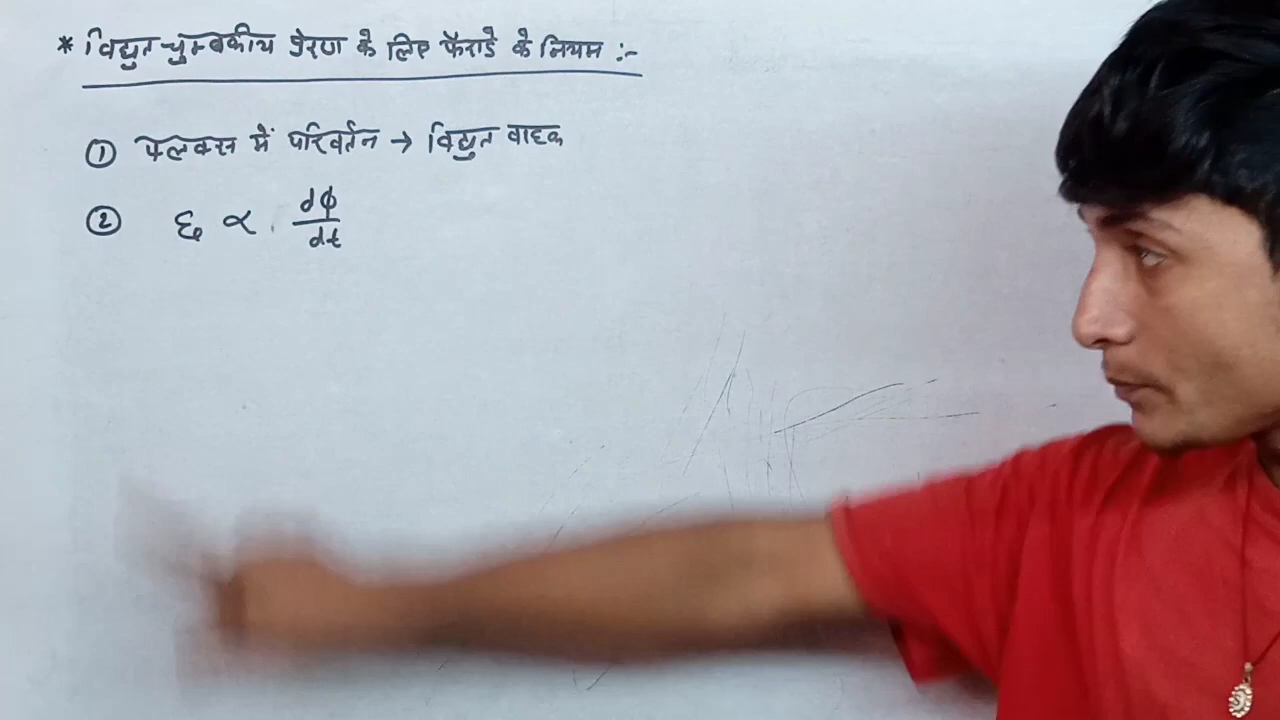 * विद्युत चुम्बकीय प्रेरण के लिए फैराडे के नियम :-
① फ्लक्स में परिवर्तन → विद्युत वाहक
② ξ ∝ dϕ/dt